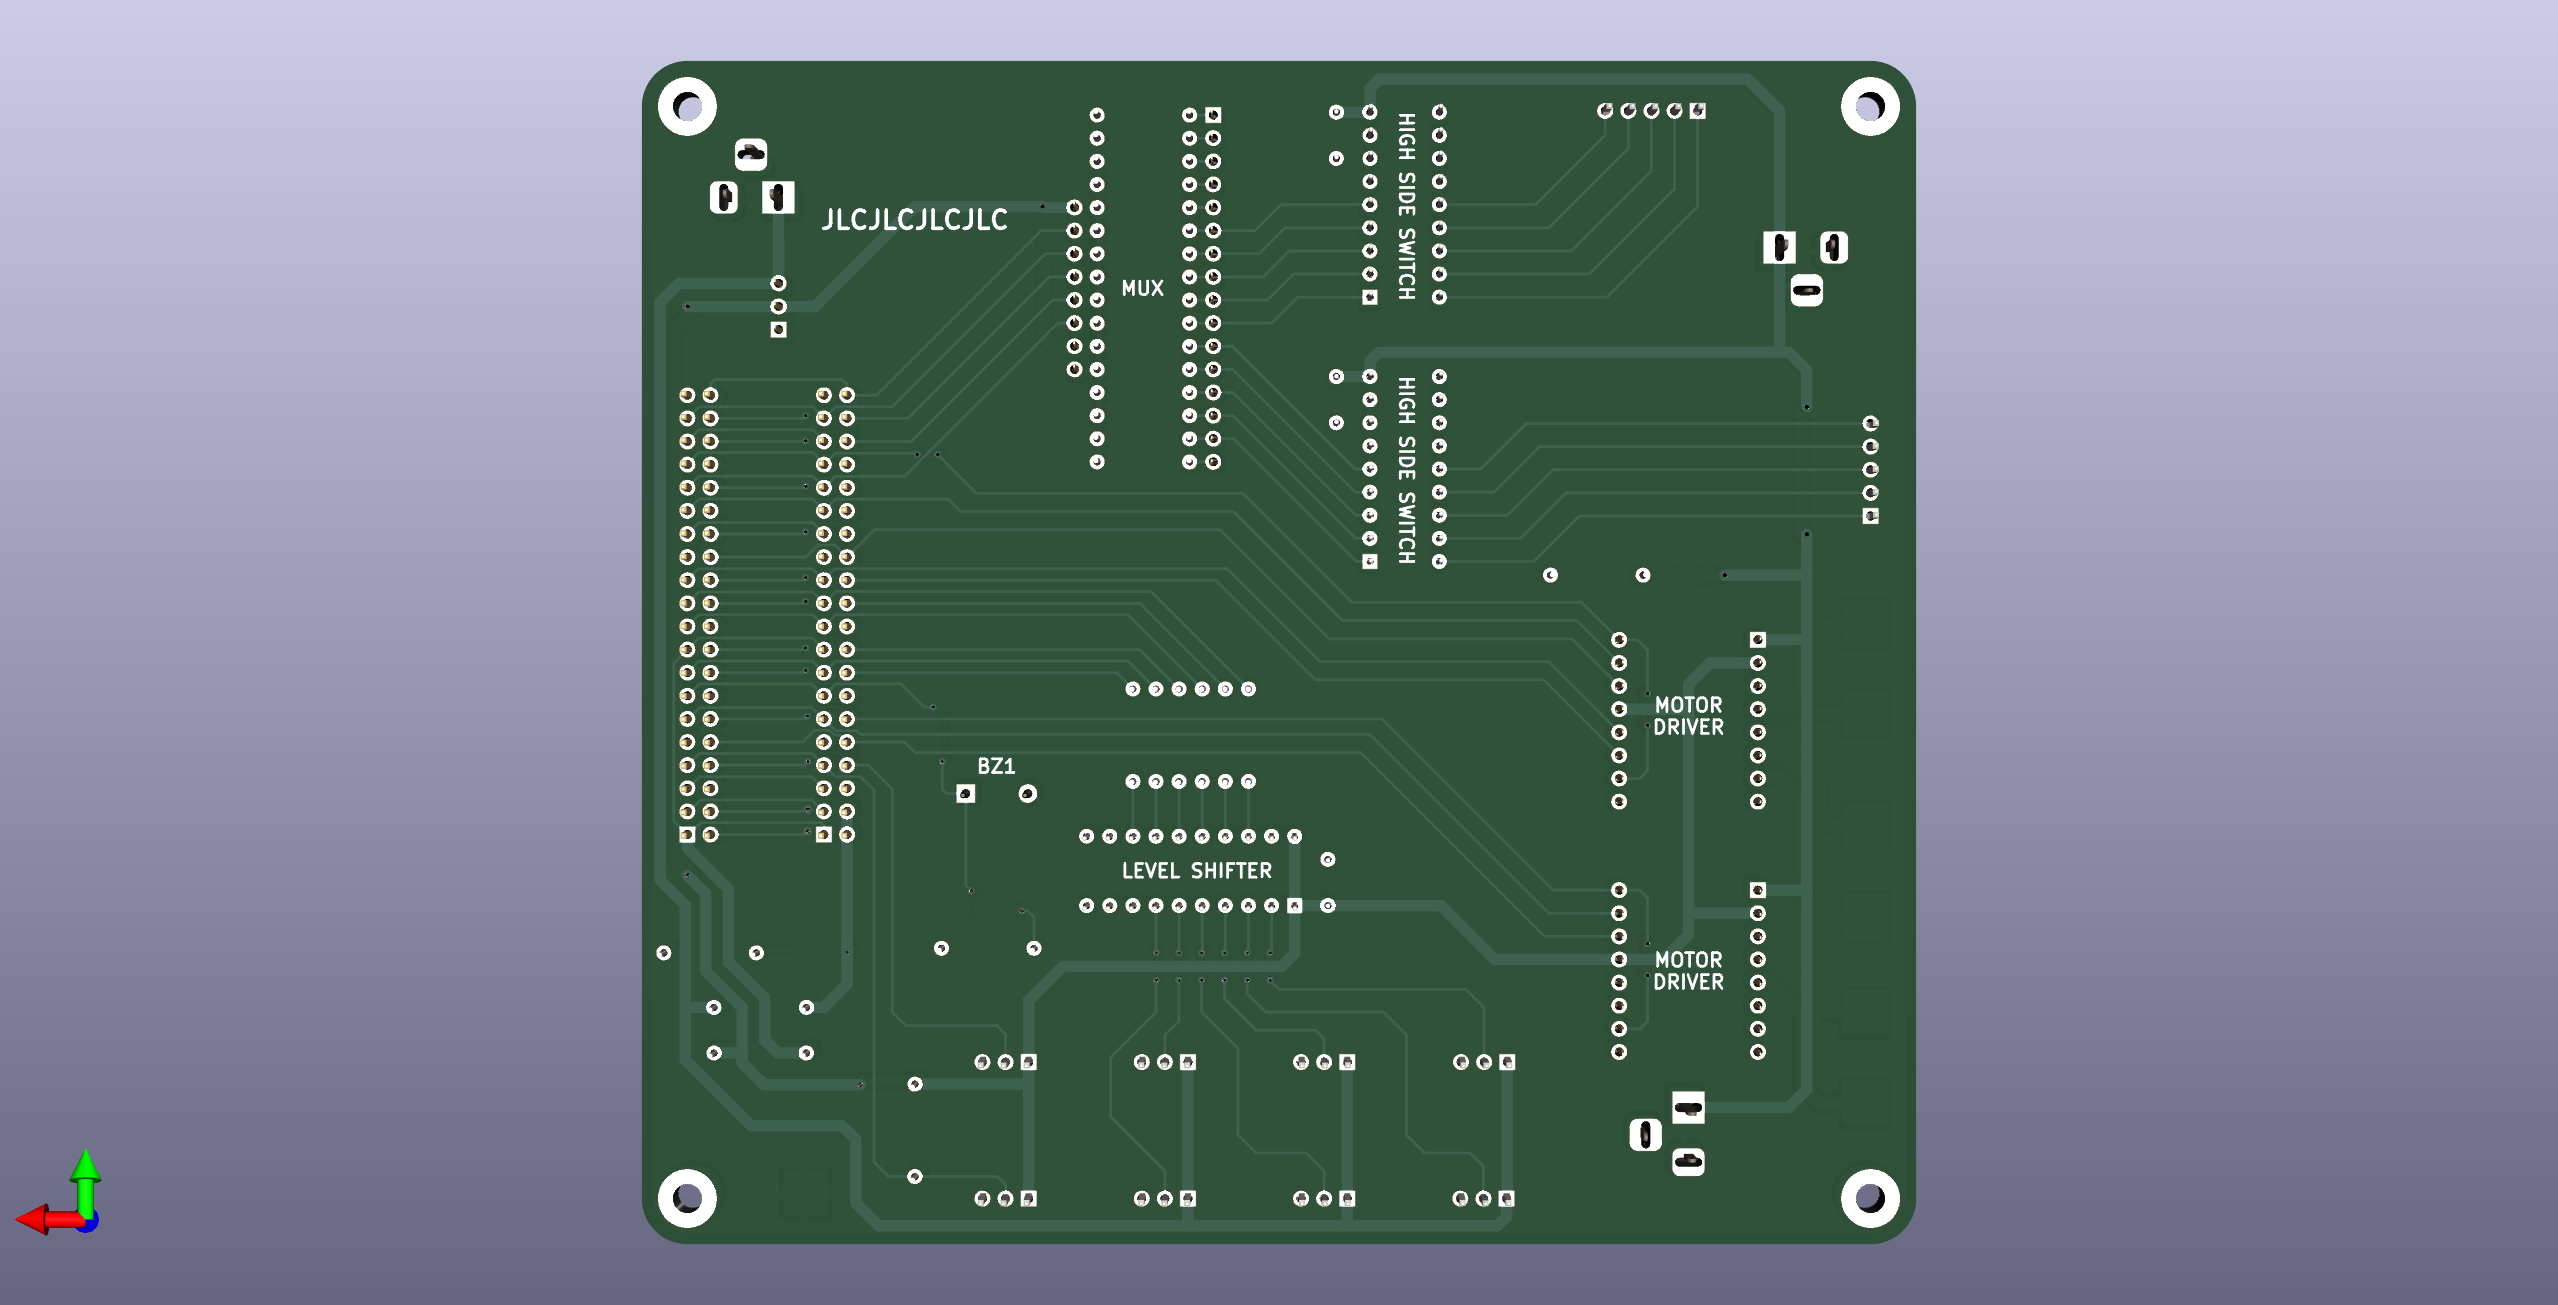 HIGH SIDE SWITCH
JLCJLCJLCJLC
MUX
HIGH SIDE SWITCH
MOTOR
DRIVER
BZ1
LEVEL SHIFTER
MOTOR
DRIVER